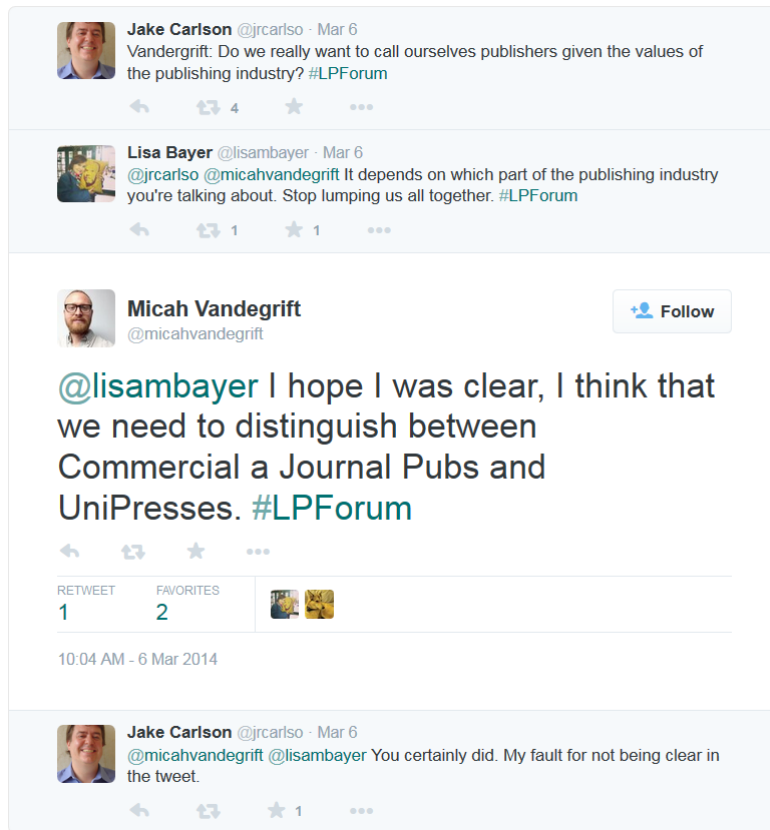 Jake Carlson @jrcarlso · Mar 6
Vandergrift: Do we really want to call ourselves publishers given the values of
the publishing industry? #LPForum
4
Lisa Bayer @lisambayer · Mar 6
@jrcarlso @micahvandegrift It depends on which part of the publishing industry
you're talking about. Stop lumping us all together. #LPForum
1 1
Micah Vandegrift
@micahvandegrift
Follow
@lisambayer I hope I was clear, I think that
we need to distinguish between
Commercial a Journal Pubs and
UniPresses. #LPForum
RETWEET FAVORITES
1 2
10:04 AM - 6 Mar 2014
Jake Carlson @jrcarlso · Mar 6
@micahvandegrift @lisambayer You certainly did. My fault for not being clear in
the tweet.
1